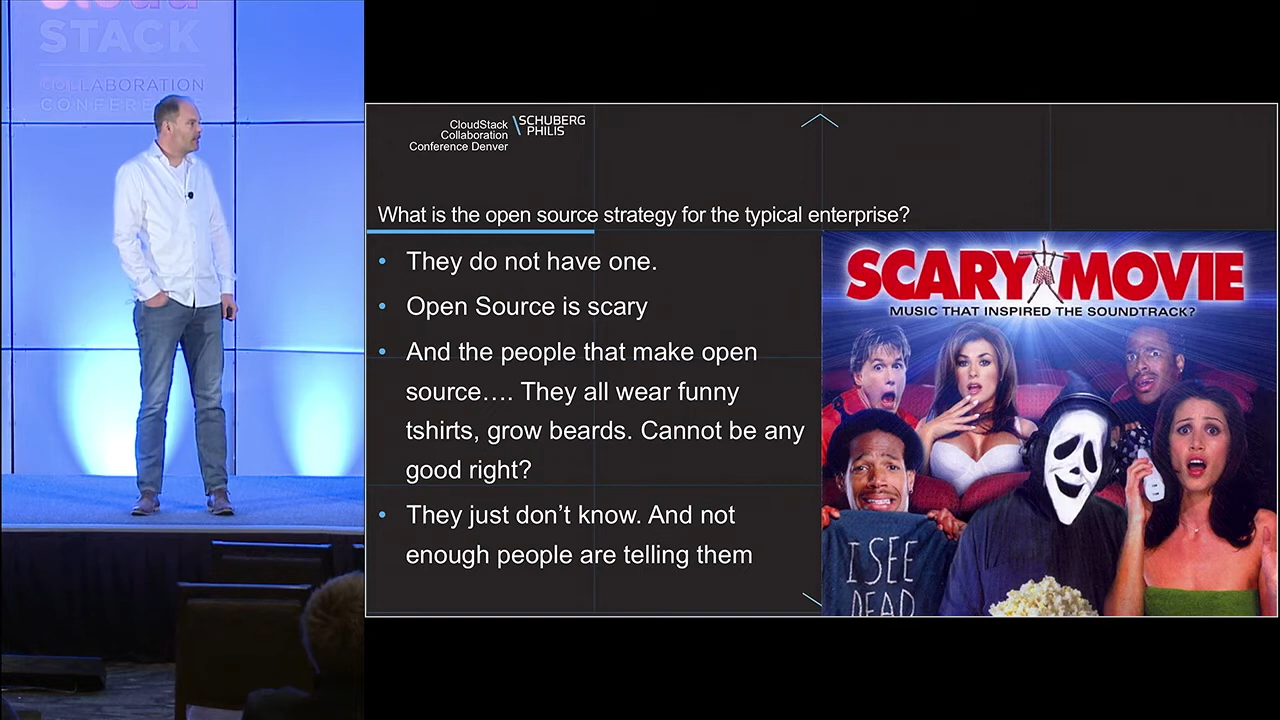 STACK
COLLABORATION
CONFERENCE
CloudStack
Collaboration
Conference Denver
SCHUBERG
PHILIS
What is the open source strategy for the typical enterprise?
• They do not have one.
• Open Source is scary
• And the people that make open
source…. They all wear funny
tshirts, grow beards. Cannot be any
good right?
• They just don’t know. And not
enough people are telling them
SCARY MOVIE
MUSIC THAT INSPIRED THE SOUNDTRACK?
I SEE
DEAD